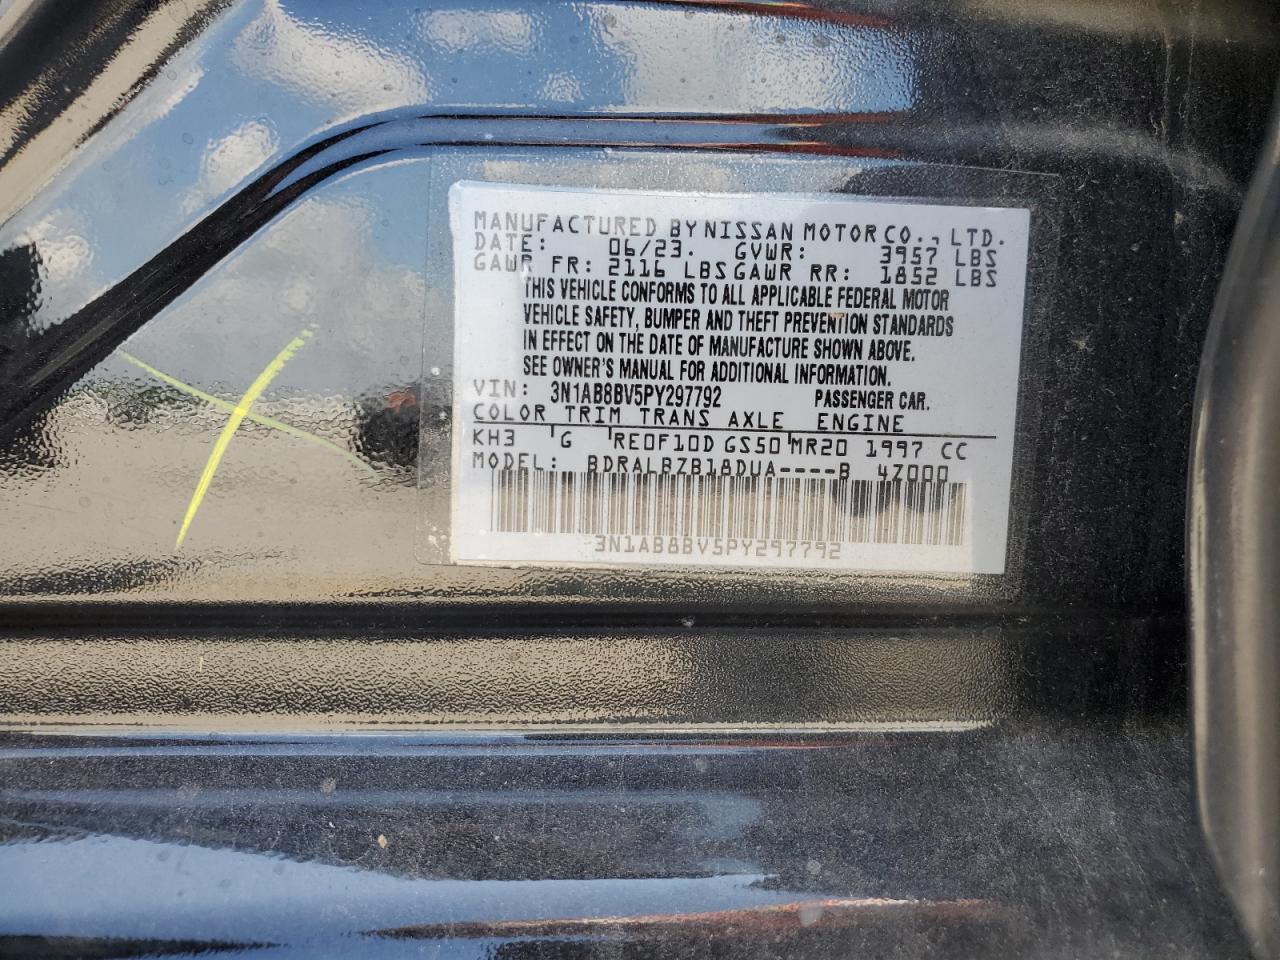 MANUFACTURED BY NISSAN MOTOR CO., LTD.
DATE: 06/23. GVWR: 3957 LBS
GAWR FR: 2116 LBS GAWR RR: 1852 LBS
THIS VEHICLE CONFORMS TO ALL APPLICABLE FEDERAL MOTOR
VEHICLE SAFETY, BUMPER AND THEFT PREVENTION STANDARDS
IN EFFECT ON THE DATE OF MANUFACTURE SHOWN ABOVE.
SEE OWNER'S MANUAL FOR ADDITIONAL INFORMATION.
VIN: 3N1AB8BV5PY297792 PASSENGER CAR.
COLOR TRIM TRANS AXLE ENGINE
KH3 G RE0F10D GS50 MR20 1997 CC
MODEL: BDRALBZB18DUA----B 4Z000
3N1AB8BV5PY297792